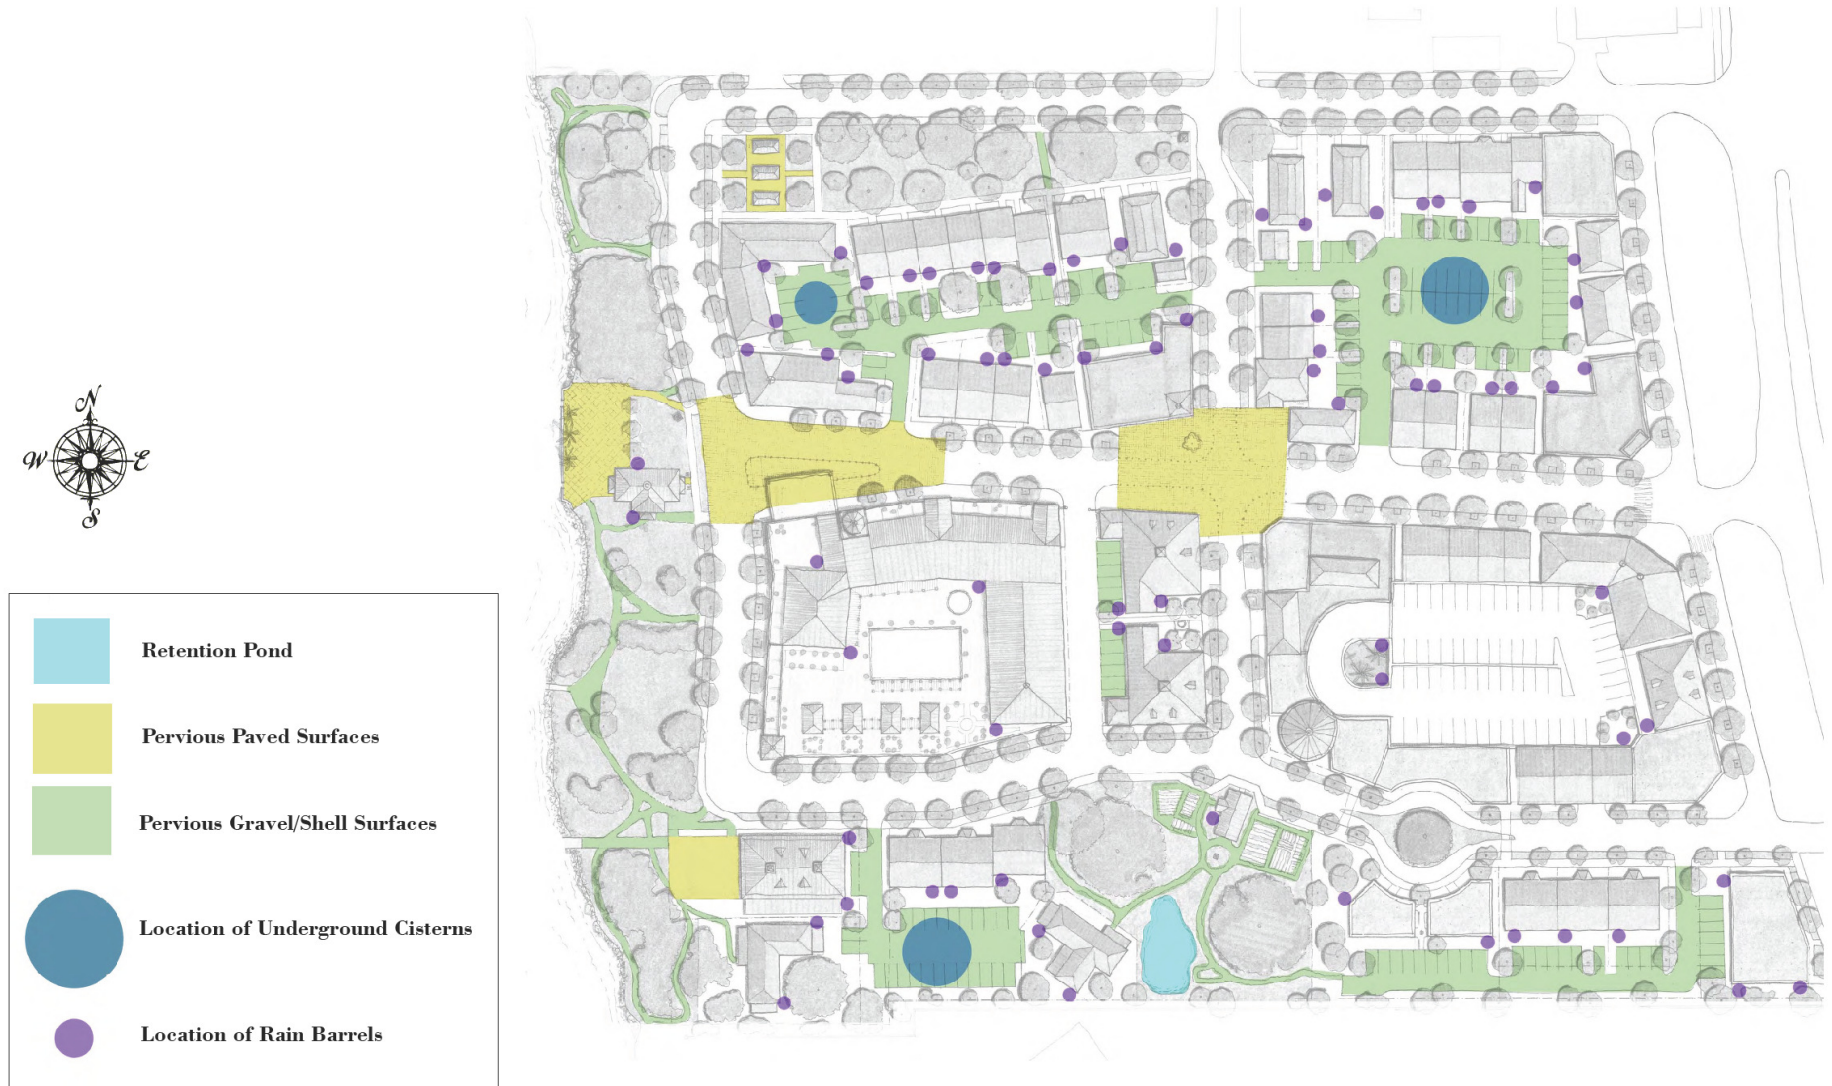 N
W E
S
Retention Pond
Pervious Paved Surfaces
Pervious Gravel/Shell Surfaces
Location of Underground Cisterns
Location of Rain Barrels